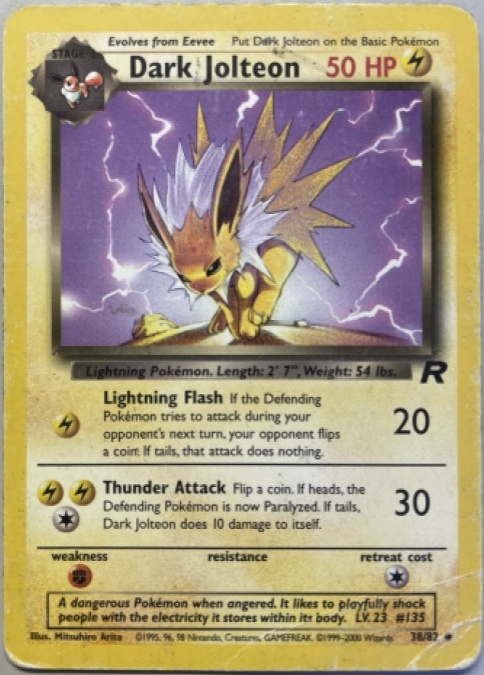 Evolves from Eevee Put Dark Jolteon on the Basic Pokémon
STAGE 1
Dark Jolteon 50 HP
Lightning Pokémon. Length: 2' 7", Weight: 54 lbs.
R
Lightning Flash If the Defending
Pokémon tries to attack during your
opponent's next turn, your opponent flips
a coin. If tails, that attack does nothing.
20
Thunder Attack Flip a coin. If heads, the
Defending Pokémon is now Paralyzed. If tails,
Dark Jolteon does 10 damage to itself.
30
weakness resistance retreat cost
A dangerous Pokémon when angered. It likes to playfully shock
people with the electricity it stores within its body. LV. 23 #135
Illus. Mitsuhiro Arita ©1995, 96, 98 Nintendo, Creatures, GAMEFREAK. ©1999-2000 Wizards. 38/82